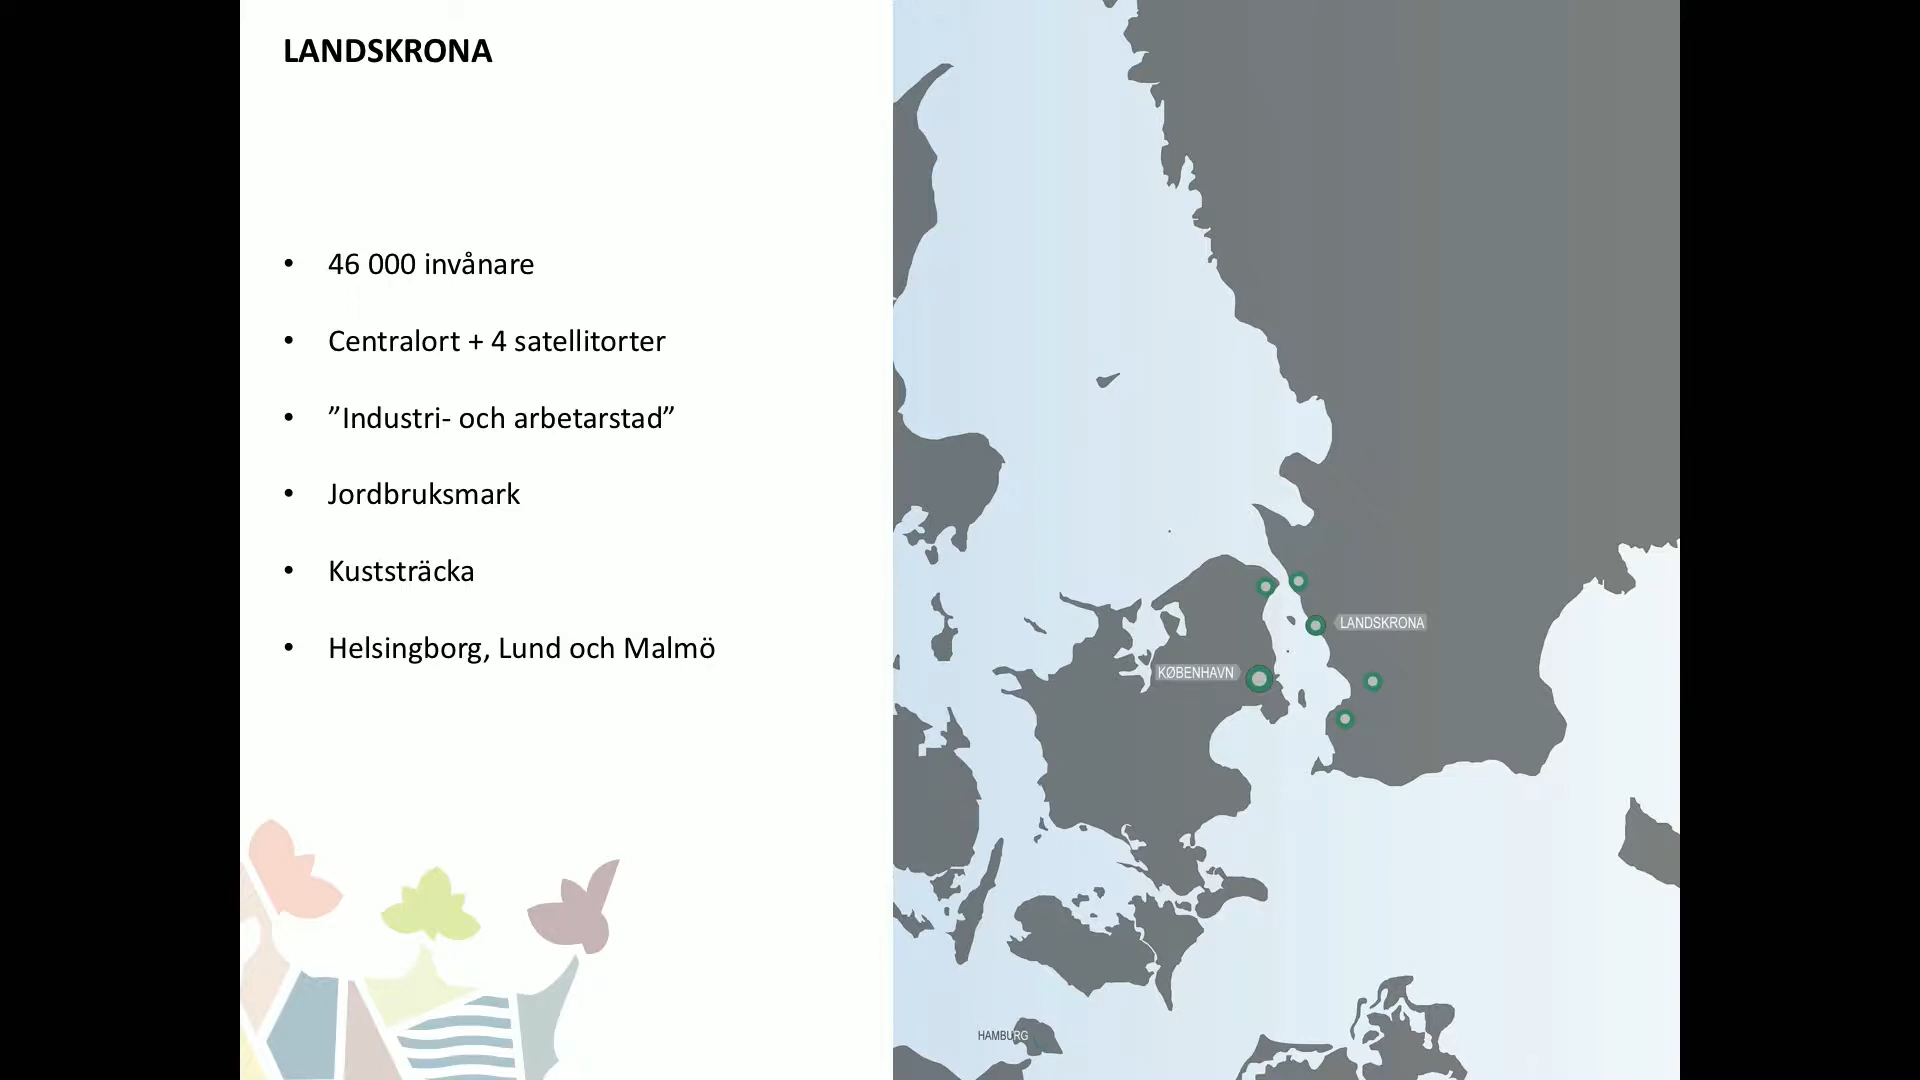 LANDSKRONA
• 46 000 invånare
• Centralort + 4 satellitorter
• ”Industri- och arbetarstad”
• Jordbruksmark
• Kuststräcka
• Helsingborg, Lund och Malmö
LANDSKRONA
KØBENHAVN
HAMBURG